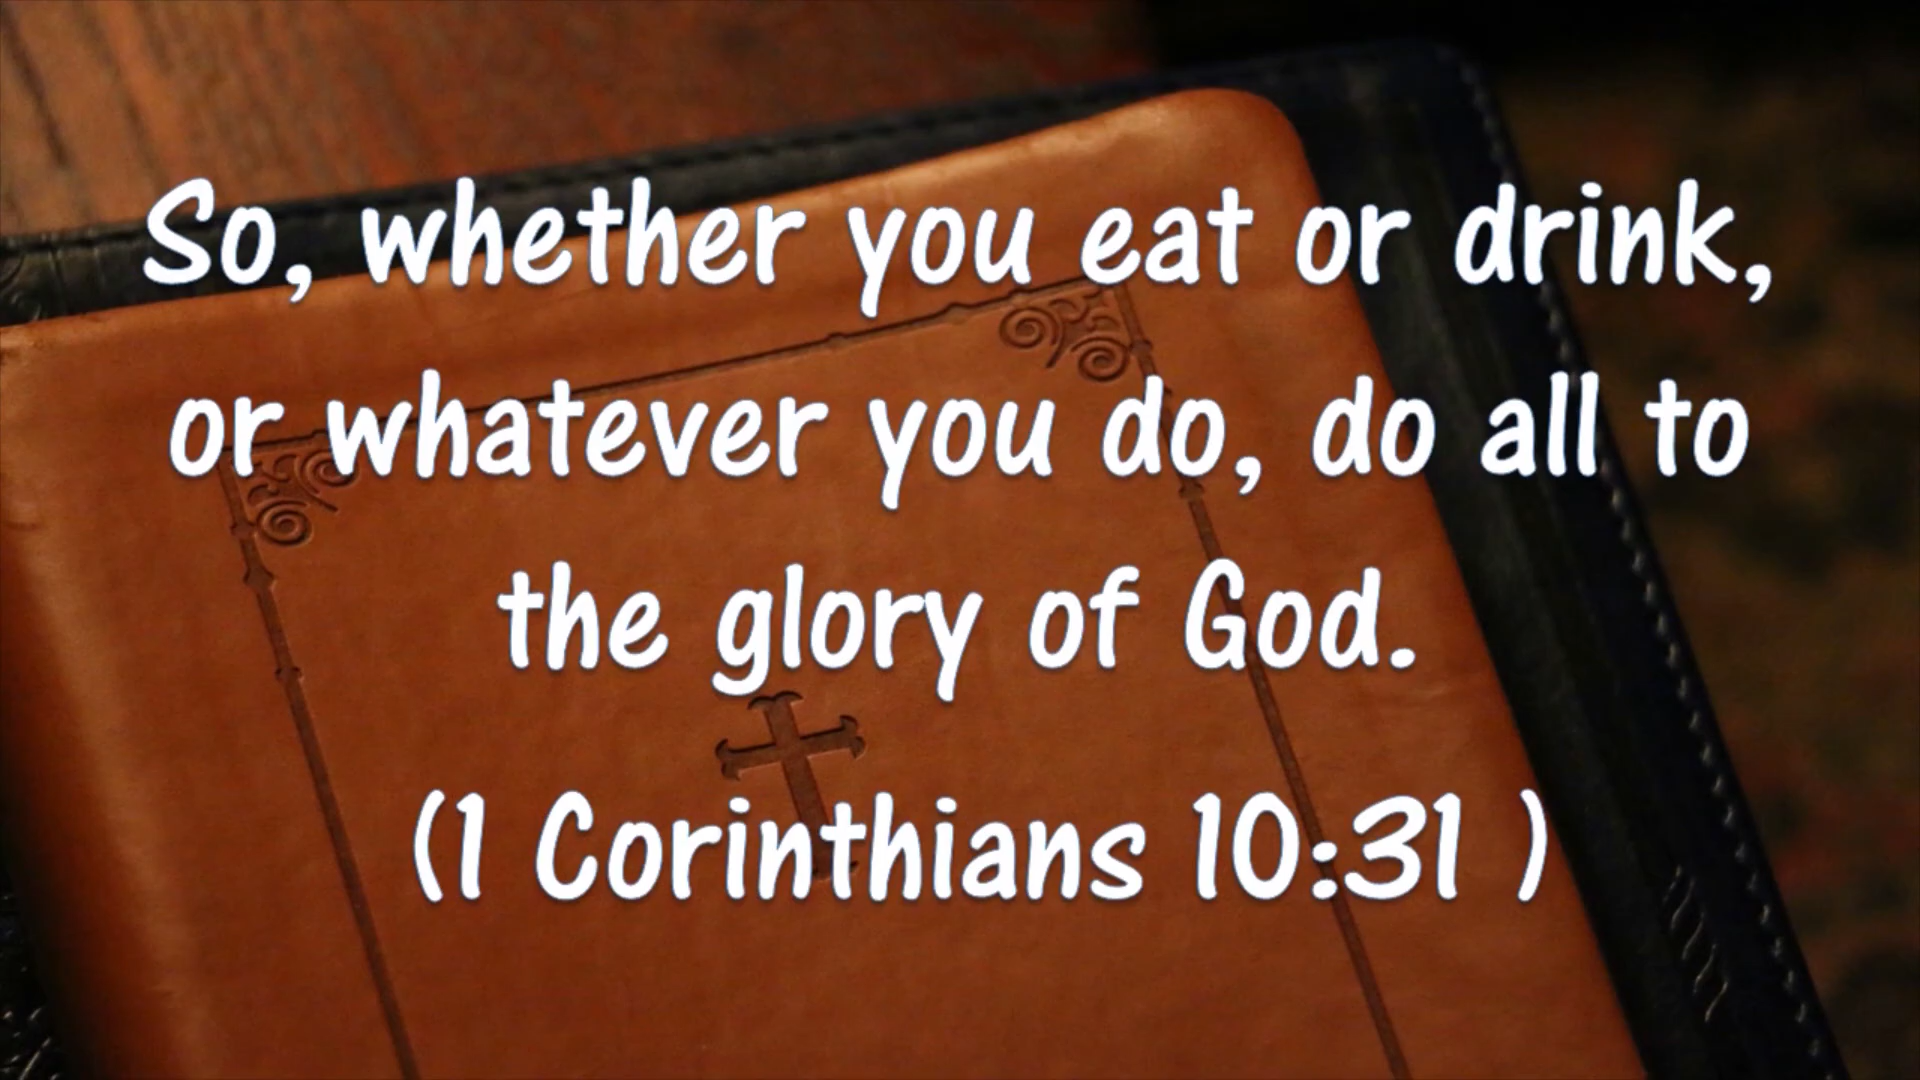 So, whether you eat or drink,
or whatever you do, do all to
the glory of God.
(1 Corinthians 10:31 )